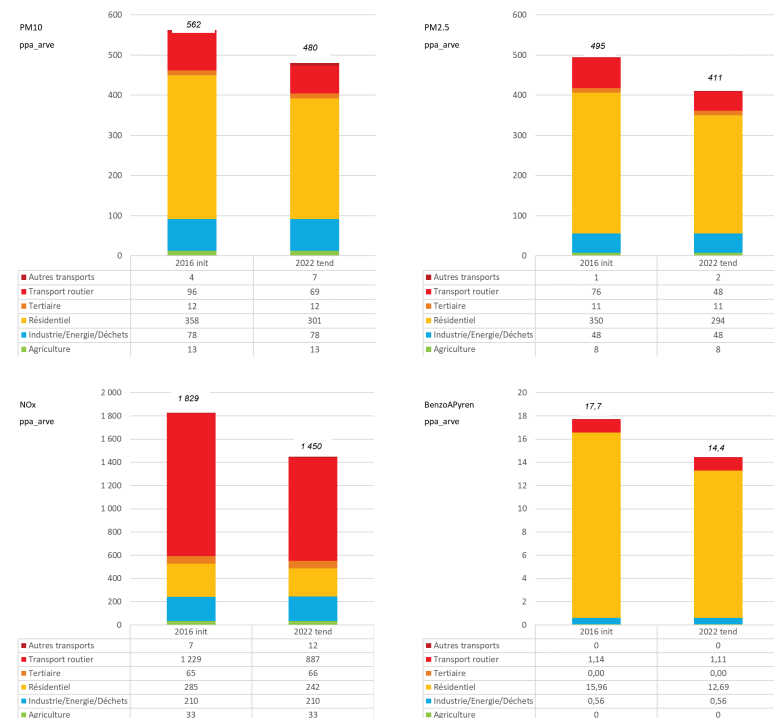 PM10
ppa_arve
600
500
400
300
200
100
0
562
480
2016 init 2022 tend
Autres transports 4 7
Transport routier 96 69
Tertiaire 12 12
Résidentiel 358 301
Industrie/Energie/Déchets 78 78
Agriculture 13 13
PM2.5
ppa_arve
600
500
400
300
200
100
0
495
411
2016 init 2022 tend
Autres transports 1 2
Transport routier 76 48
Tertiaire 11 11
Résidentiel 350 294
Industrie/Energie/Déchets 48 48
Agriculture 8 8
NOx
ppa_arve
2 000
1 800
1 600
1 400
1 200
1 000
800
600
400
200
0
1 829
1 450
2016 init 2022 tend
Autres transports 7 12
Transport routier 1 229 887
Tertiaire 65 66
Résidentiel 285 242
Industrie/Energie/Déchets 210 210
Agriculture 33 33
BenzoAPyren
ppa_arve
20
18
16
14
12
10
8
6
4
2
0
17,7
14,4
2016 init 2022 tend
Autres transports 0 0
Transport routier 1,14 1,11
Tertiaire 0,00 0,00
Résidentiel 15,96 12,69
Industrie/Energie/Déchets 0,56 0,56
Agriculture 0 0